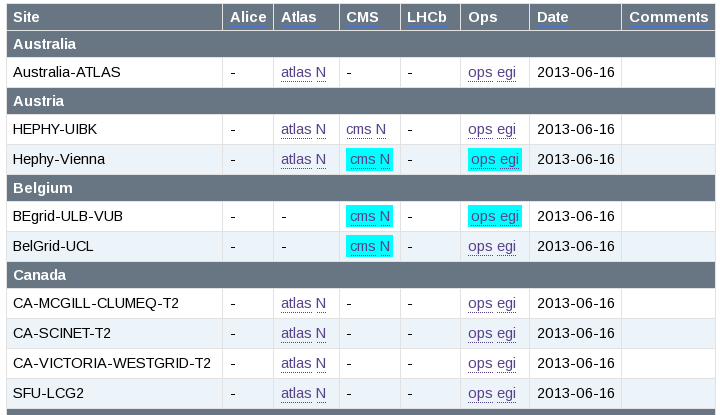 Site Alice Atlas CMS LHCb Ops Date Comments
Australia
Australia-ATLAS - atlas N - - ops egi 2013-06-16
Austria
HEPHY-UIBK - atlas N cms N - ops egi 2013-06-16
Hephy-Vienna - atlas N cms N - ops egi 2013-06-16
Belgium
BEgrid-ULB-VUB - - cms N - ops egi 2013-06-16
BelGrid-UCL - - cms N - ops egi 2013-06-16
Canada
CA-MCGILL-CLUMEQ-T2 - atlas N - - ops egi 2013-06-16
CA-SCINET-T2 - atlas N - - ops egi 2013-06-16
CA-VICTORIA-WESTGRID-T2 - atlas N - - ops egi 2013-06-16
SFU-LCG2 - atlas N - - ops egi 2013-06-16